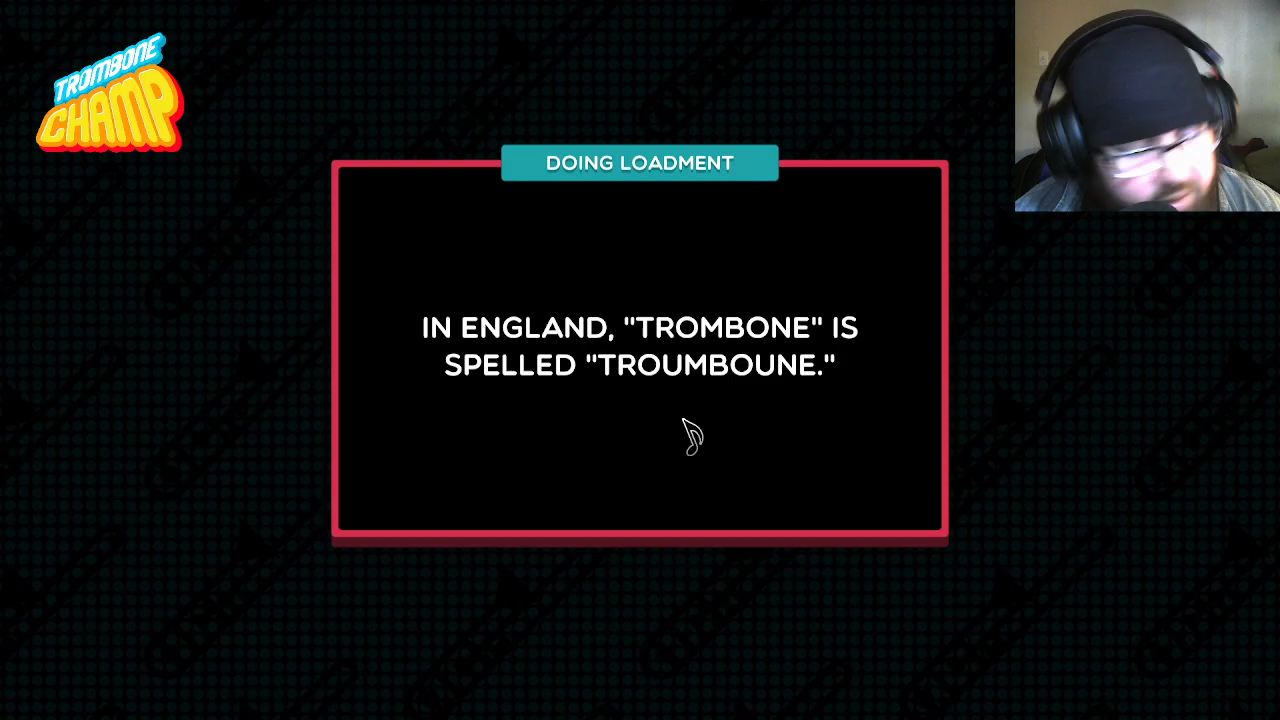 TROMBONE
CHAMP
DOING LOADMENT
IN ENGLAND, "TROMBONE" IS
SPELLED "TROUMBOUNE."